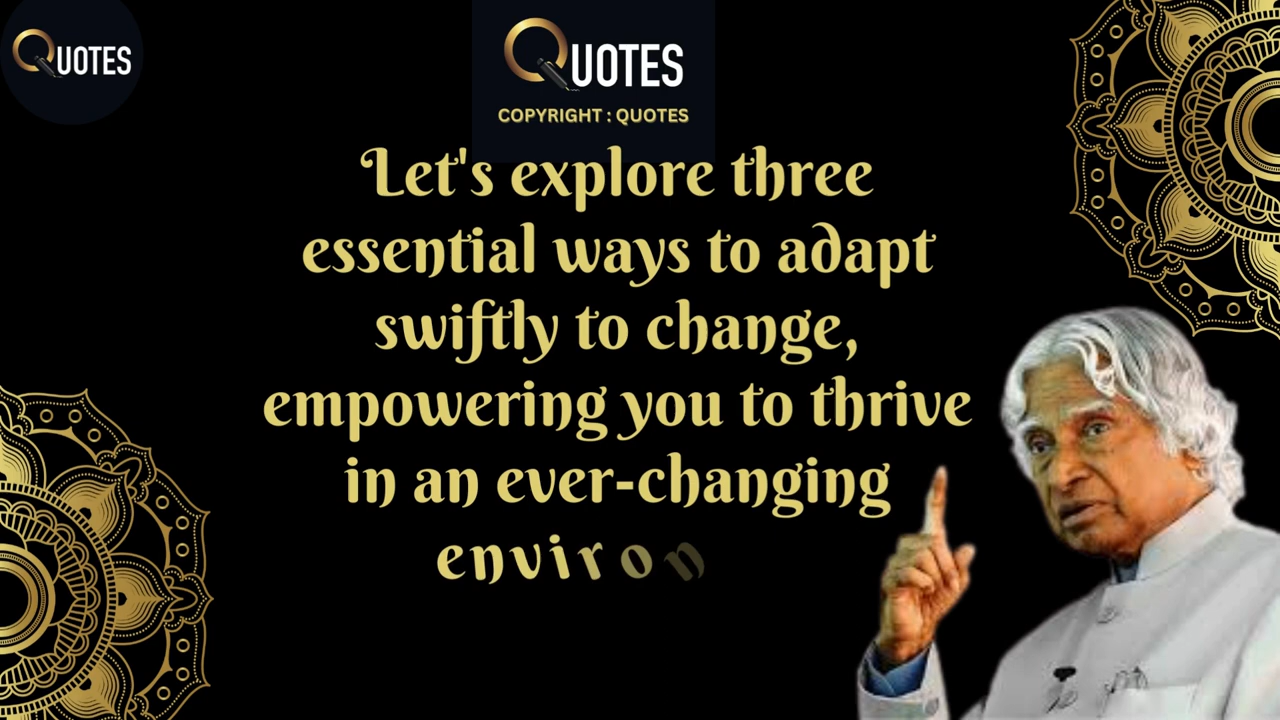 QUOTES
QUOTES
COPYRIGHT : QUOTES
Let's explore three
essential ways to adapt
swiftly to change,
empowering you to thrive
in an ever-changing
environ